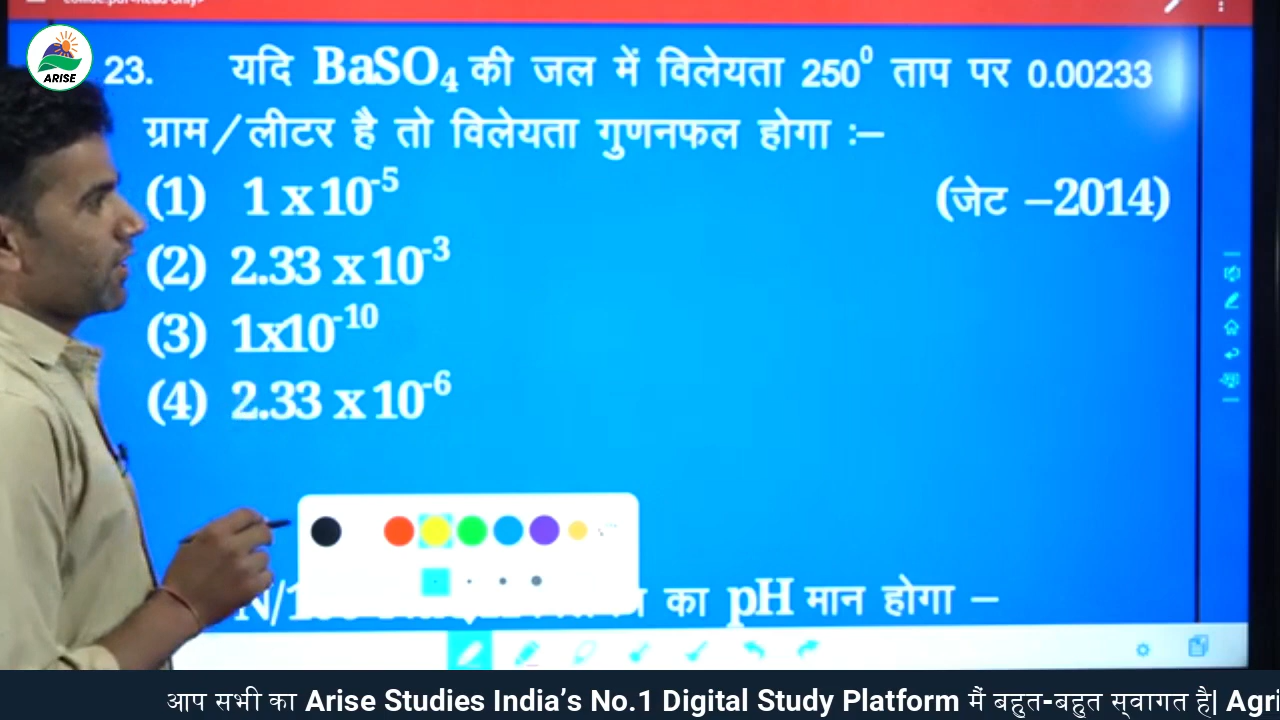 ARISE
23. यदि BaSO₄ की जल में विलेयता 250⁰ ताप पर 0.00233
ग्राम/लीटर है तो विलेयता गुणनफल होगा :–
(1) 1 x 10⁻⁵ (जेट –2014)
(2) 2.33 x 10⁻³
(3) 1x10⁻¹⁰
(4) 2.33 x 10⁻⁶
का pH मान होगा –
आप सभी का Arise Studies India’s No.1 Digital Study Platform मैं बहुत-बहुत स्वागत है| Agri